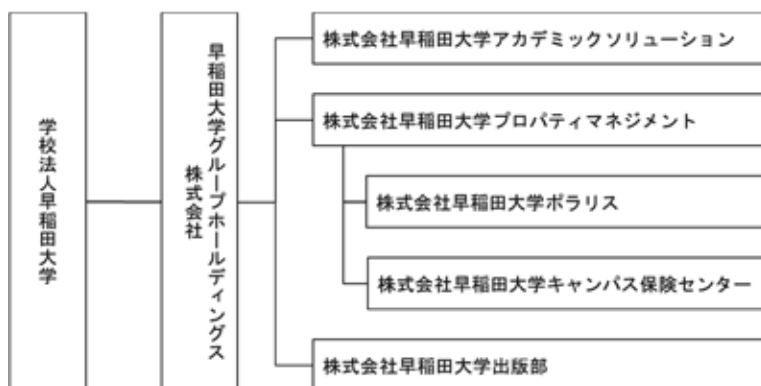 学校法人早稲田大学
早稲田大学グループホールディングス
株式会社
株式会社早稲田大学アカデミックソリューション
株式会社早稲田大学プロパティマネジメント
株式会社早稲田大学ポラリス
株式会社早稲田大学キャンパス保険センター
株式会社早稲田大学出版部